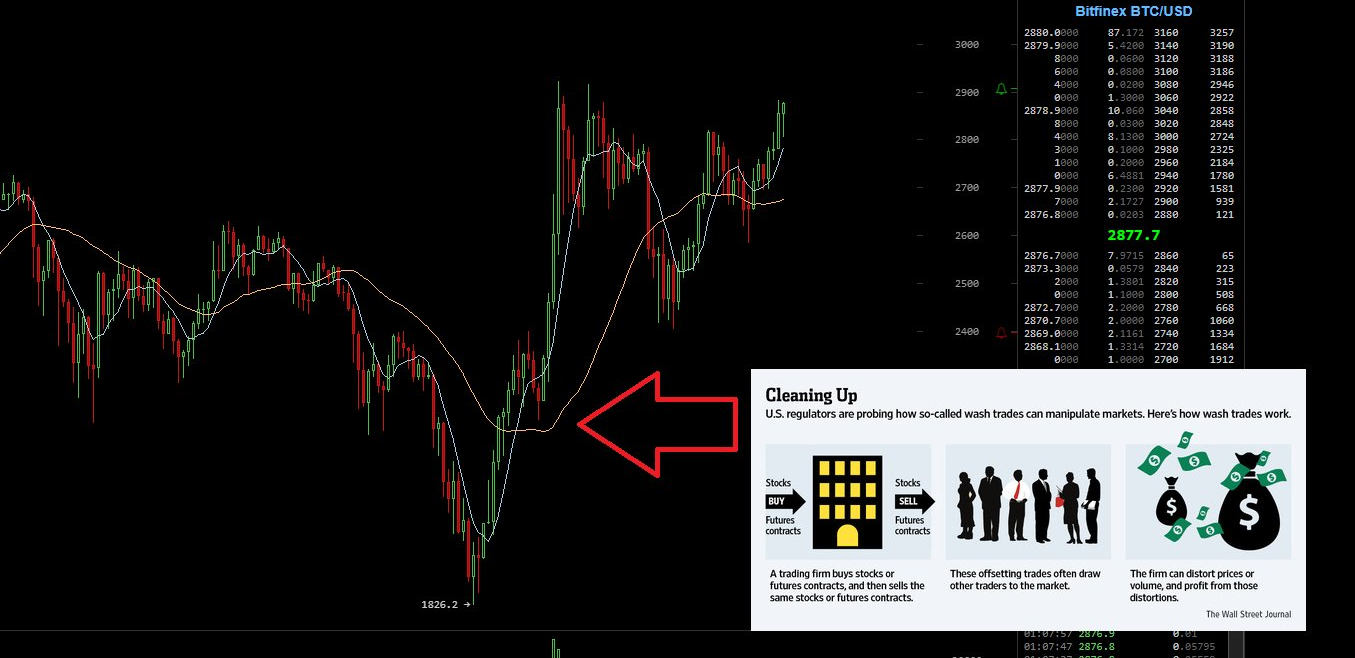 Bitfinex BTC/USD
2880.0000 87.172 3160 3257
2879.9000 5.4200 3140 3190
8000 0.0600 3120 3188
6000 0.0800 3100 3186
4000 0.0200 3080 2946
0000 1.3000 3060 2922
2878.9000 10.060 3040 2858
8000 0.0300 3020 2848
4000 8.1300 3000 2724
3000 0.1000 2980 2325
1000 0.2000 2960 2184
0000 6.4881 2940 1780
2877.9000 0.2300 2920 1581
7000 2.1727 2900 939
2876.8000 0.0203 2880 121
2877.7
2876.7000 7.9715 2860 65
2873.3000 0.0579 2840 223
2000 1.3801 2820 315
0000 1.1000 2800 508
2872.7000 2.2000 2780 668
2870.7000 2.0000 2760 1060
2869.0000 2.1161 2740 1334
2868.1000 1.3314 2720 1684
0000 1.0000 2700 1912
3000
2900
2800
2700
2600
2500
2400
1826.2 →
Cleaning Up
U.S. regulators are probing how so-called wash trades can manipulate markets. Here's how wash trades work.
Stocks
BUY
Futures
contracts
Stocks
SELL
Futures
contracts
$
$
$
$
$
$
$
$
$
A trading firm buys stocks or
futures contracts, and then sells the
same stocks or futures contracts.
These offsetting trades often draw
other traders to the market.
The firm can distort prices or
volume, and profit from those
distortions.
The Wall Street Journal
01:07:57 2876.9 0.01
01:07:47 2876.8 0.05795